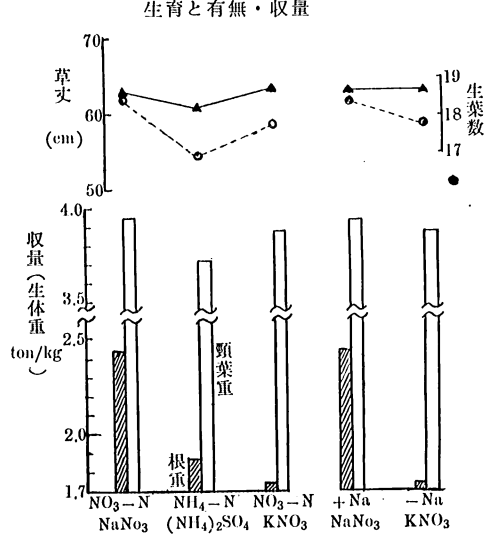 生育と有無・収量
70
60
50
草丈
(cm)
19
18
17
生葉数
4.0
3.5
2.5
2.0
1.7
収量(生体重 ton/kg)
頸葉重
根重
NO₃－N NH₄－N NO₃－N ＋Na －Na
NaNo₃ (NH₄)₂SO₄ KNO₃ NaNo₃ KNO₃